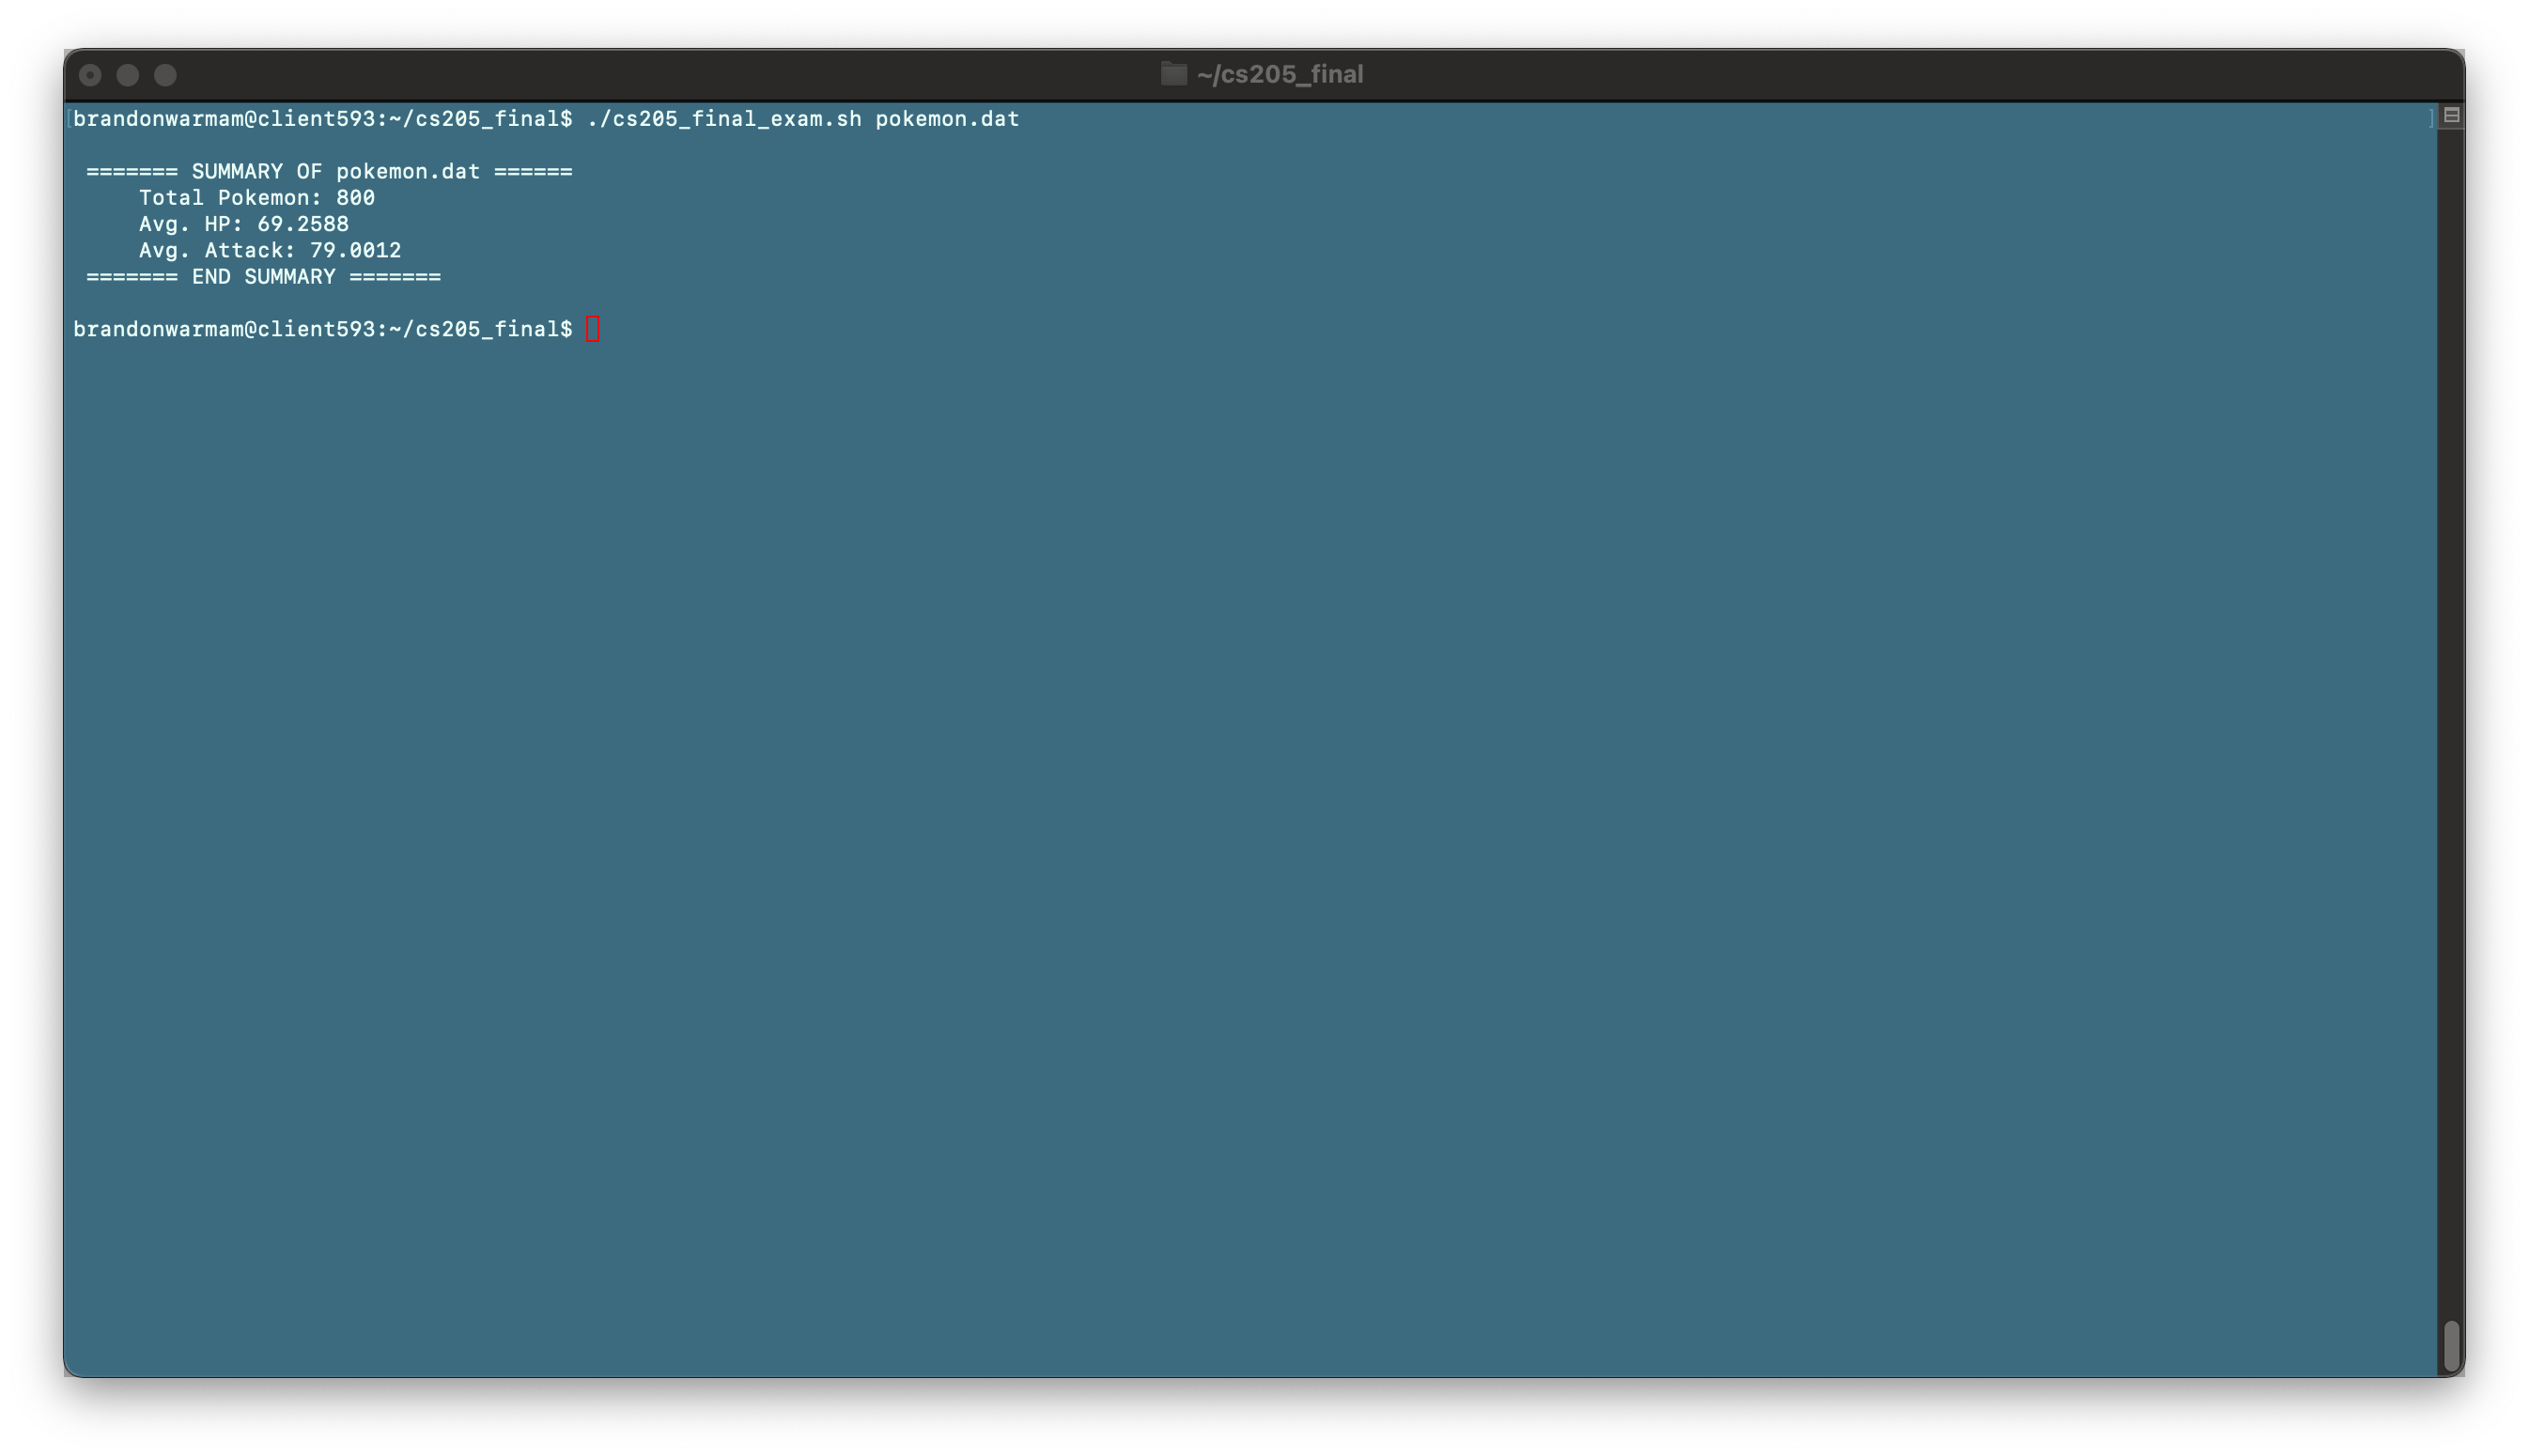 ~/cs205_final
[brandonwarmam@client593:~/cs205_final$ ./cs205_final_exam.sh pokemon.dat ]
======= SUMMARY OF pokemon.dat ======
Total Pokemon: 800
Avg. HP: 69.2588
Avg. Attack: 79.0012
======= END SUMMARY =======
brandonwarmam@client593:~/cs205_final$